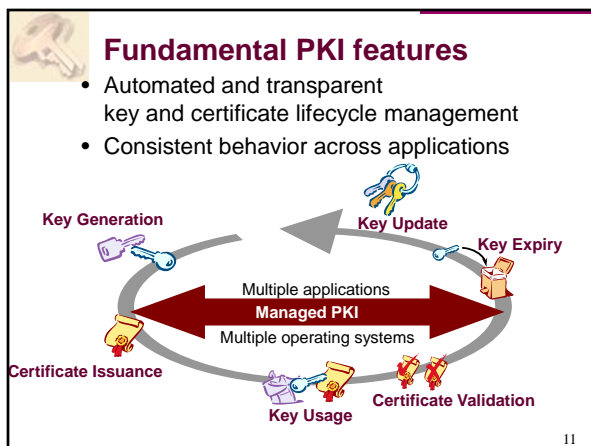 Fundamental PKI features
• Automated and transparent
key and certificate lifecycle management
• Consistent behavior across applications
Key Generation
Key Update
Key Expiry
Multiple applications
Managed PKI
Multiple operating systems
Certificate Issuance
Key Usage
Certificate Validation
11